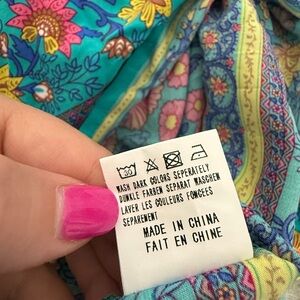 30
WASH DARK COLORS SEPERATELY
DUNKLE FARBEN SEPARAT WASCHEN
LAVER LES COULEURS FONCEES
SEPAREMENT
MADE IN CHINA
FAIT EN CHINE